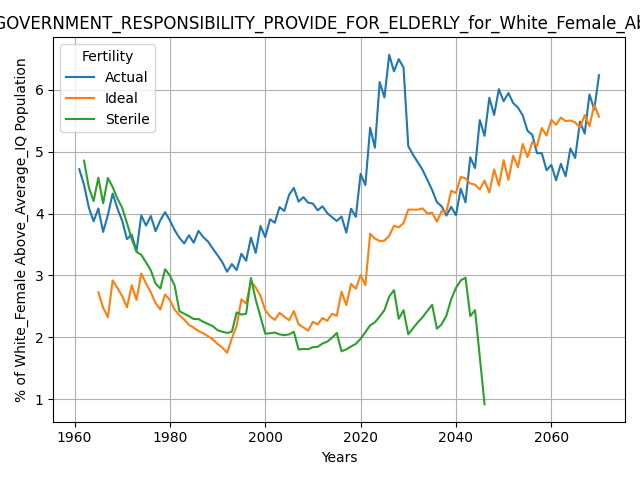 GOVERNMENT_RESPONSIBILITY_PROVIDE_FOR_ELDERLY_for_White_Female_Ab
Fertility
Actual
Ideal
Sterile
% of White_Female Above_Average_IQ Population
6
5
4
3
2
1
1960 1980 2000 2020 2040 2060
Years